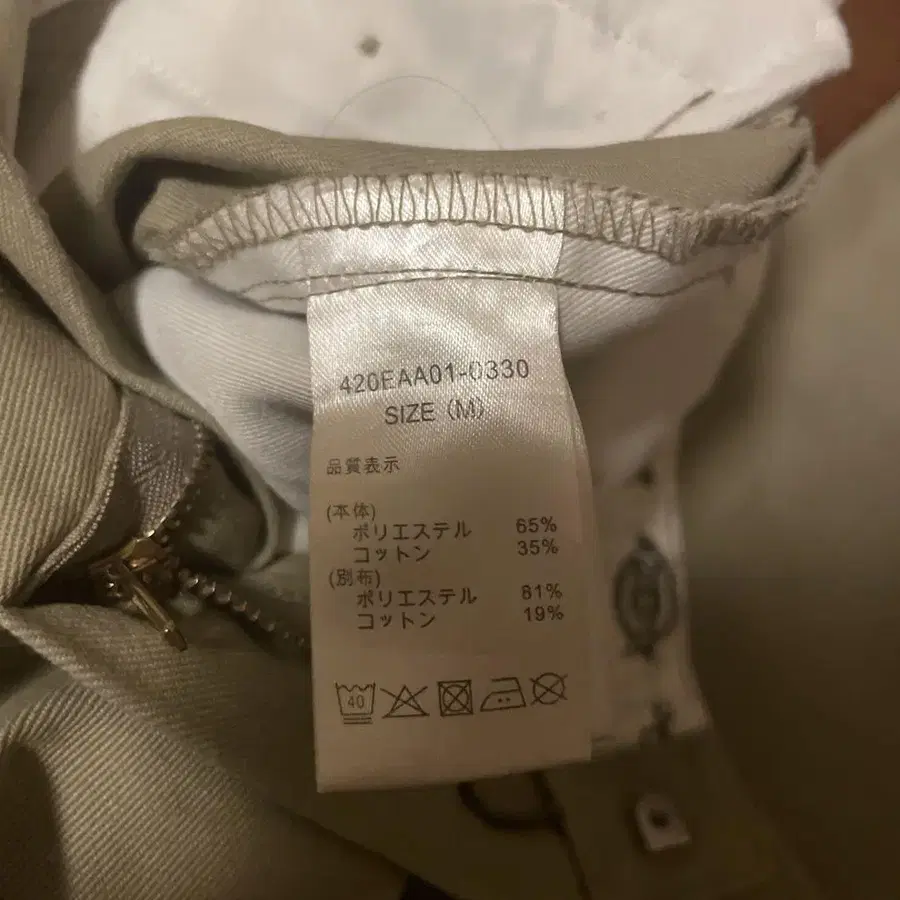 420EAA01-0330
SIZE (M)
品質表示
(本体)
ポリエステル 65%
コットン 35%
(別布)
ポリエステル 81%
コットン 19%
40